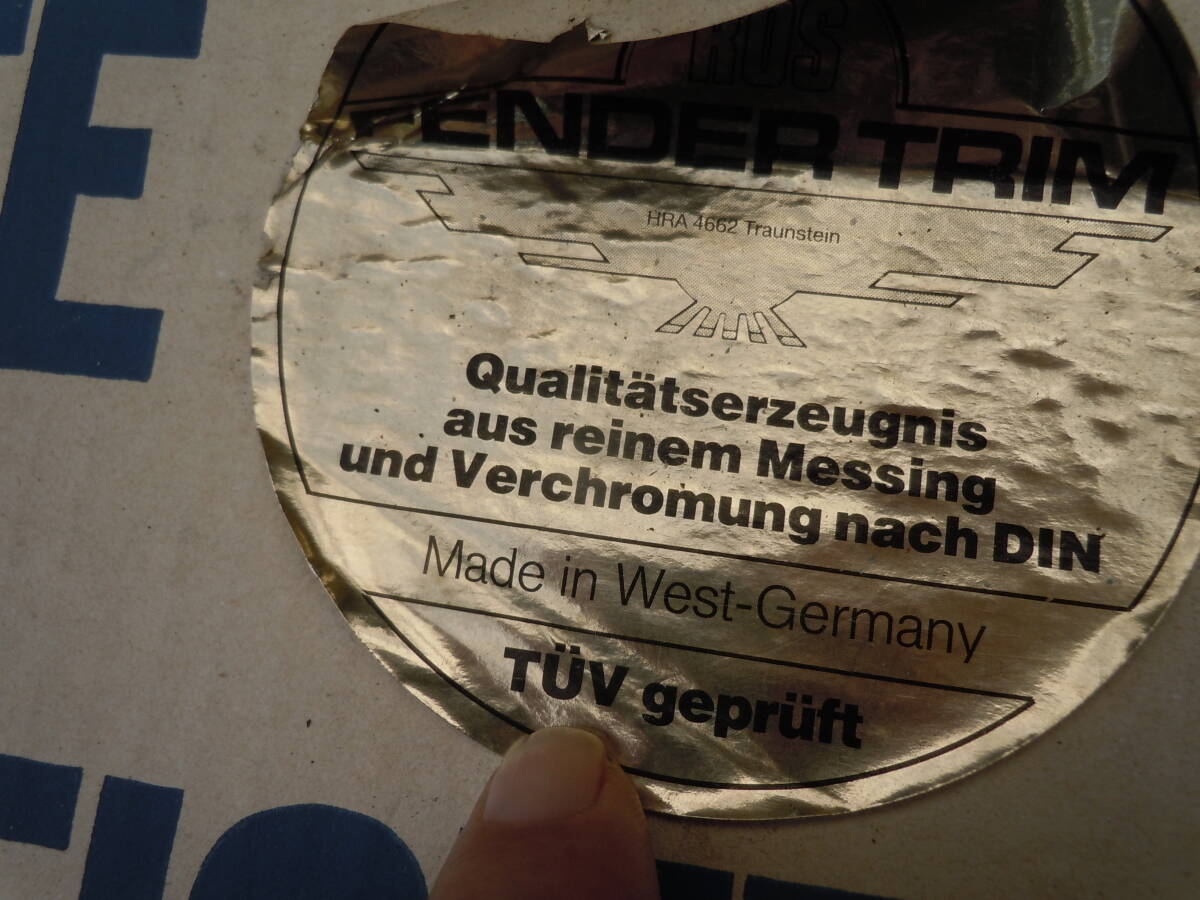 E
ROS
FENDER TRIM
HRA 4662 Traunstein
Qualitätserzeugnis
aus reinem Messing
und Verchromung nach DIN
Made in West-Germany
TÜV geprüft